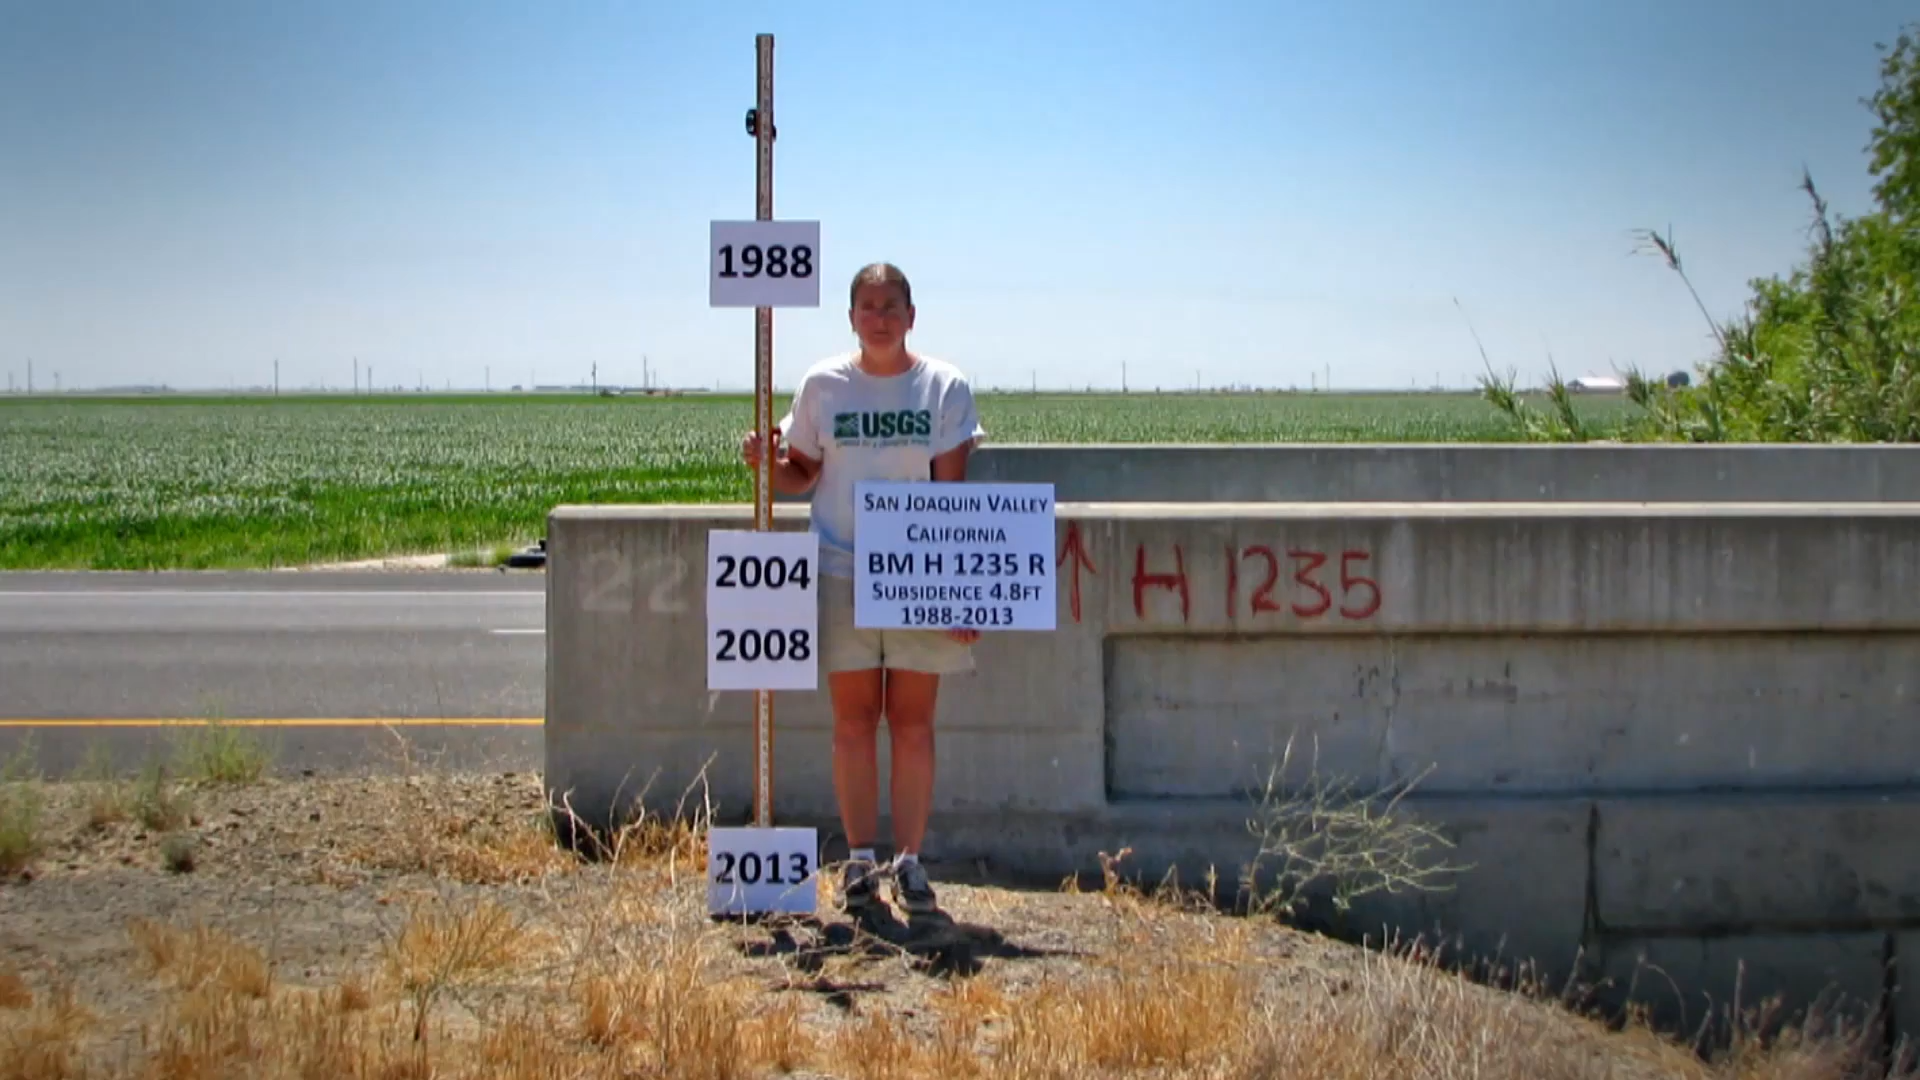 1988
USGS
SAN JOAQUIN VALLEY
CALIFORNIA
BM H 1235 R
SUBSIDENCE 4.8FT
1988-2013
2004
2008
2013
22
↑ H 1235